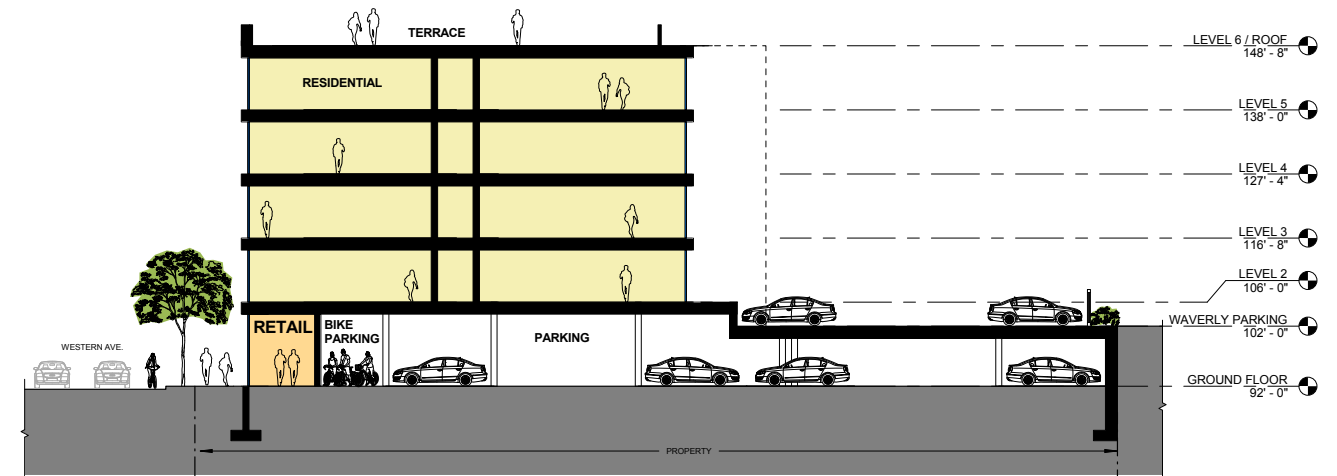 TERRACE
LEVEL 6 / ROOF
148' - 8"
RESIDENTIAL
LEVEL 5
138' - 0"
LEVEL 4
127' - 4"
LEVEL 3
116' - 8"
LEVEL 2
106' - 0"
RETAIL
BIKE
PARKING
PARKING
WAVERLY PARKING
102' - 0"
WESTERN AVE.
GROUND FLOOR
92' - 0"
PROPERTY